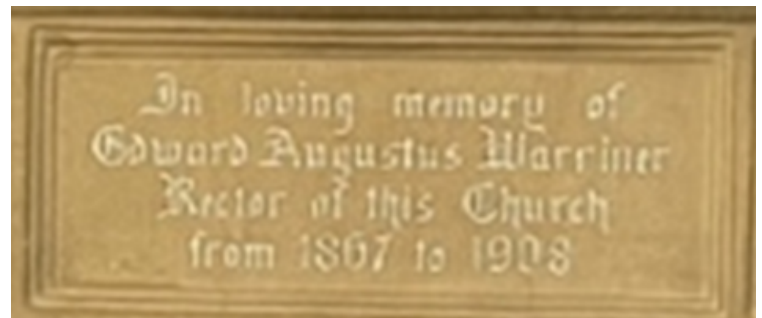 In loving memory of
Edward Augustus Warriner
Rector of this Church
from 1867 to 1908